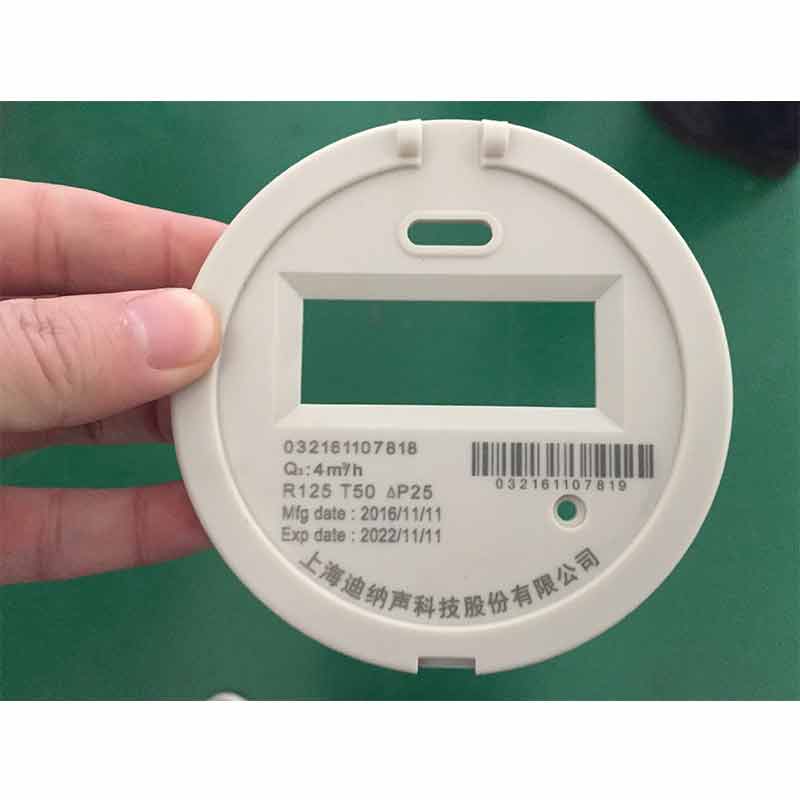 032161107818
Q₃:4m³/h
R125 T50 △P25
Mfg date : 2016/11/11
Exp date : 2022/11/11
032161107819
上海迪纳声科技股份有限公司